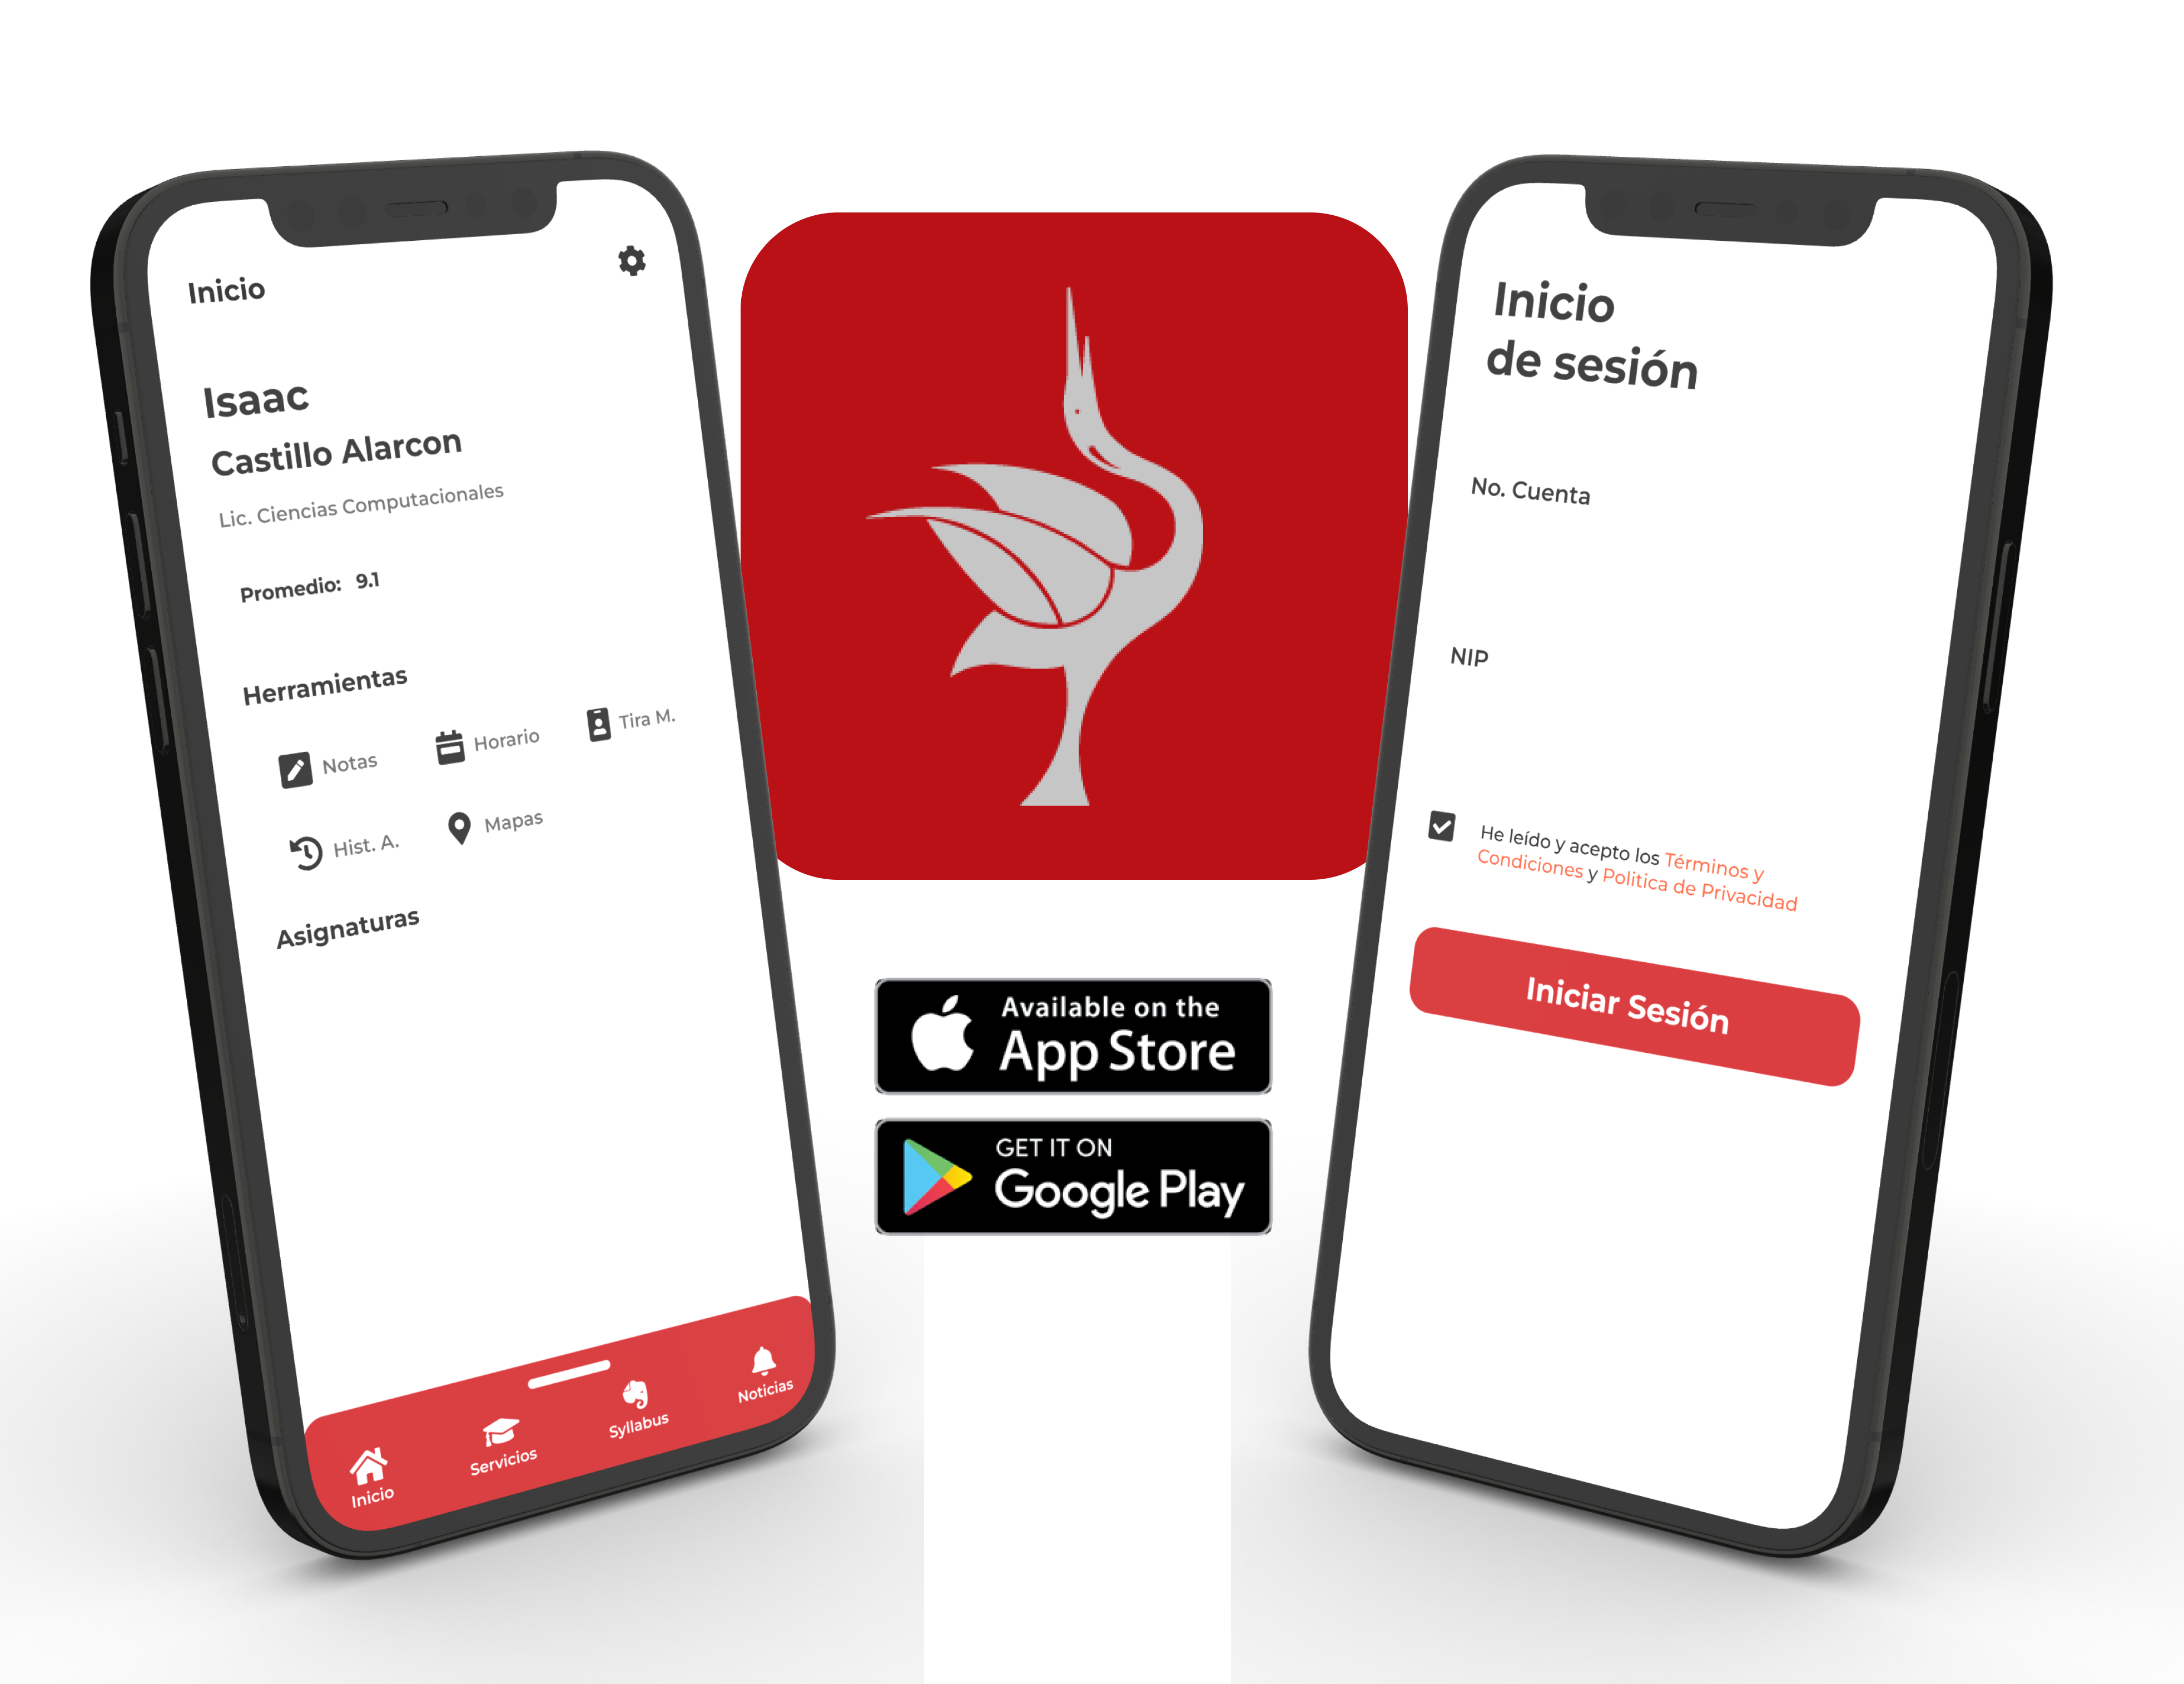 Inicio
Isaac
Castillo Alarcon
Lic. Ciencias Computacionales
Promedio: 9.1
Herramientas
Notas
Horario
Tira M.
Hist. A.
Mapas
Asignaturas
Inicio
Servicios
Syllabus
Noticias
Available on the
App Store
GET IT ON
Google Play
Inicio
de sesión
No. Cuenta
NIP
He leído y acepto los Términos y
Condiciones y Politica de Privacidad
Iniciar Sesión